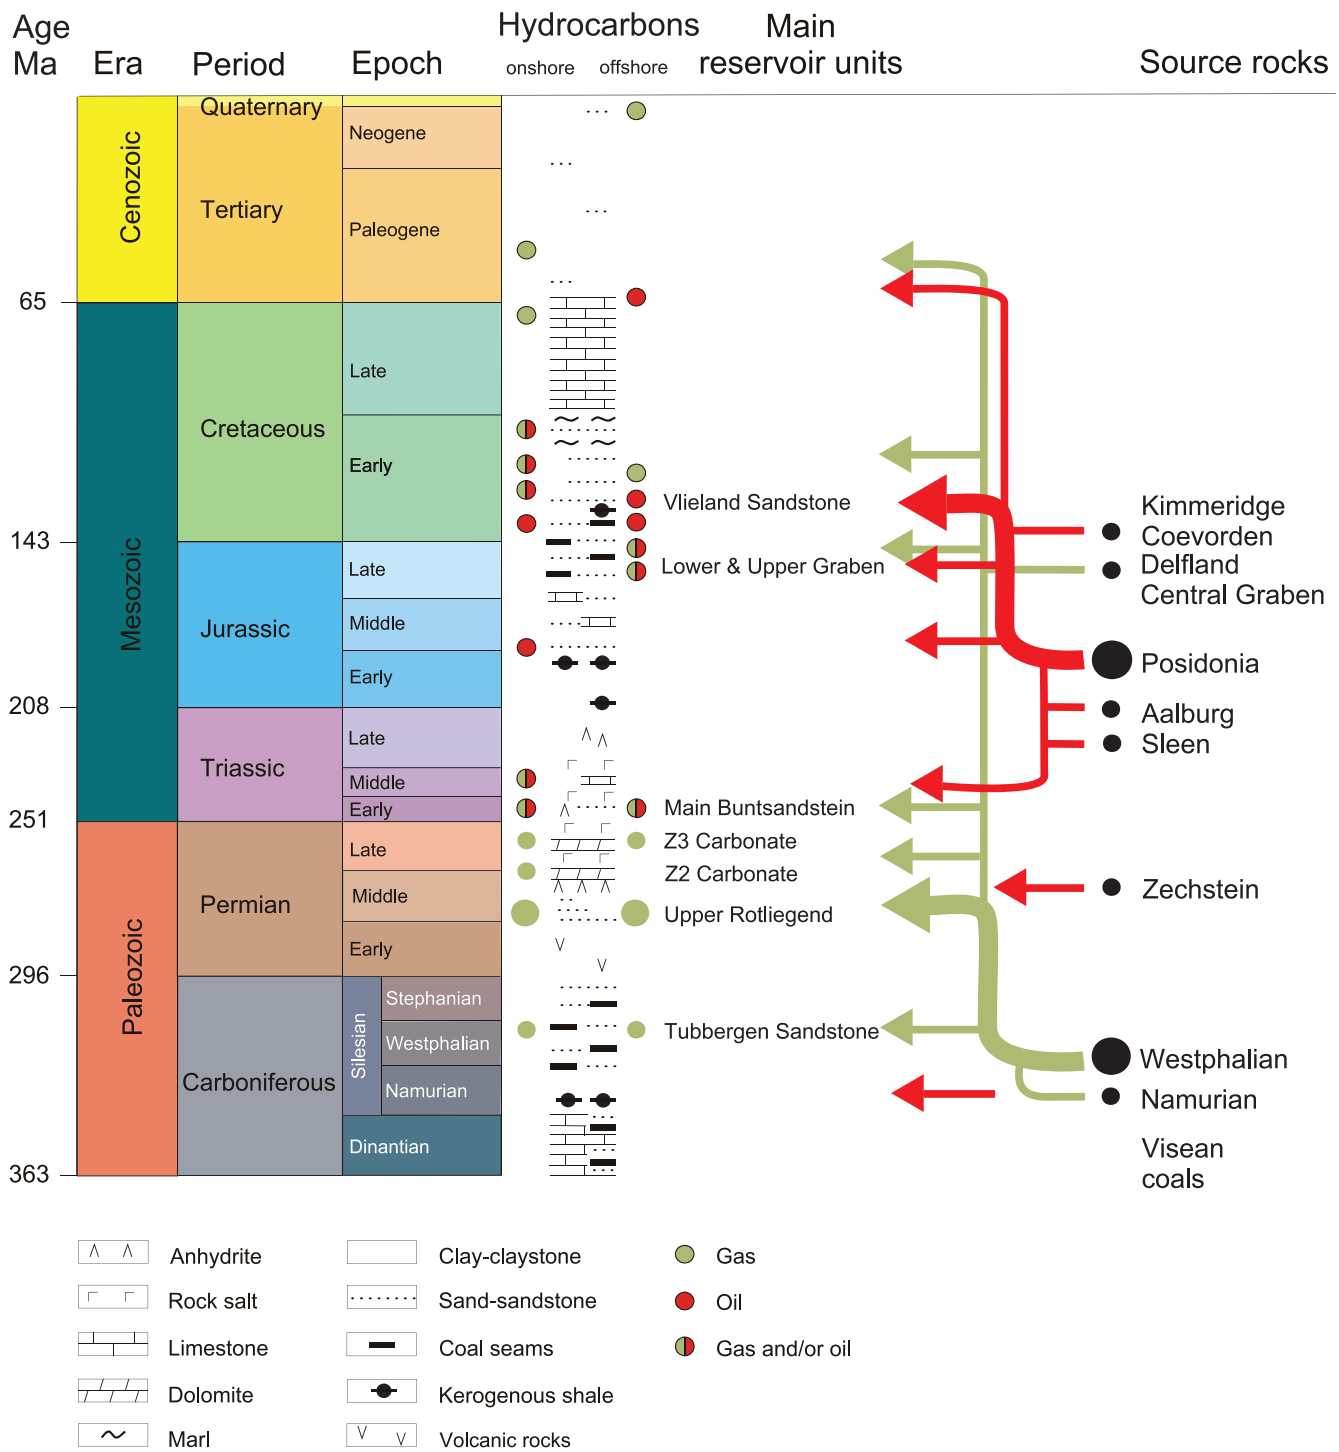 Age
Ma
Era
Period
Epoch
Hydrocarbons
onshore
offshore
Main
reservoir units
Source rocks
Cenozoic
Quaternary
Tertiary
Neogene
Paleogene
65
Mesozoic
Cretaceous
Late
Early
Vlieland Sandstone
Kimmeridge
Coevorden
Delfland
Central Graben
143
Jurassic
Late
Middle
Early
Lower & Upper Graben
Posidonia
208
Triassic
Late
Middle
Early
Main Buntsandstein
Aalburg
Sleen
251
Paleozoic
Permian
Late
Middle
Early
Z3 Carbonate
Z2 Carbonate
Upper Rotliegend
Zechstein
296
Carboniferous
Silesian
Stephanian
Westphalian
Namurian
Dinantian
Tubbergen Sandstone
Westphalian
Namurian
Visean
coals
363
Anhydrite
Rock salt
Limestone
Dolomite
Marl
Clay-claystone
Sand-sandstone
Coal seams
Kerogenous shale
Volcanic rocks
Gas
Oil
Gas and/or oil